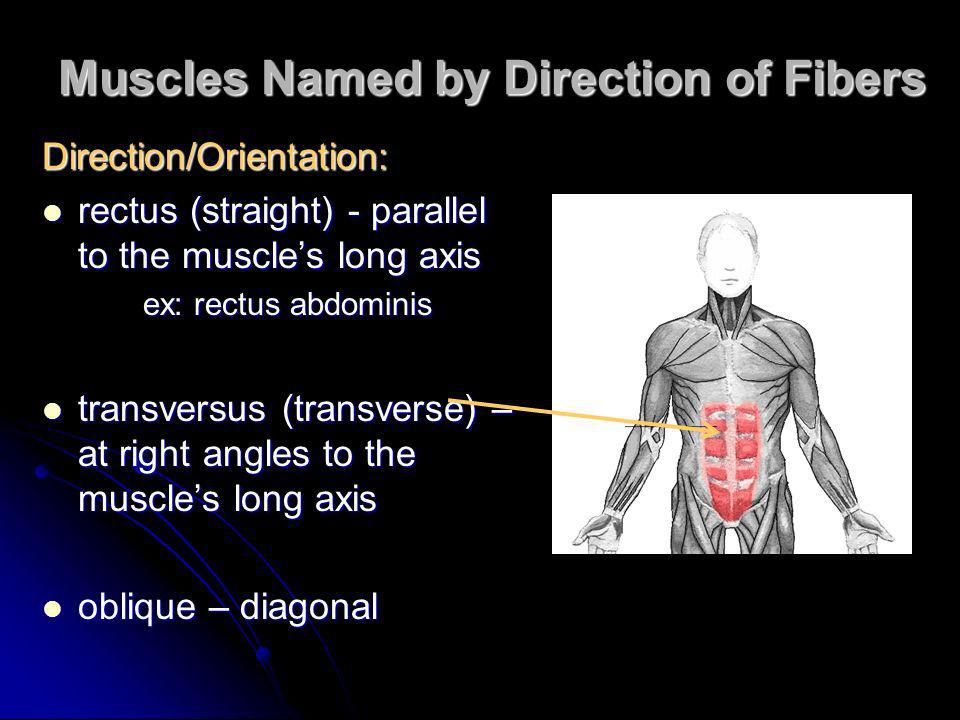 Muscles Named by Direction of Fibers
Direction/Orientation:
rectus (straight) - parallel
to the muscle’s long axis
ex: rectus abdominis
transversus (transverse) –
at right angles to the
muscle’s long axis
oblique – diagonal